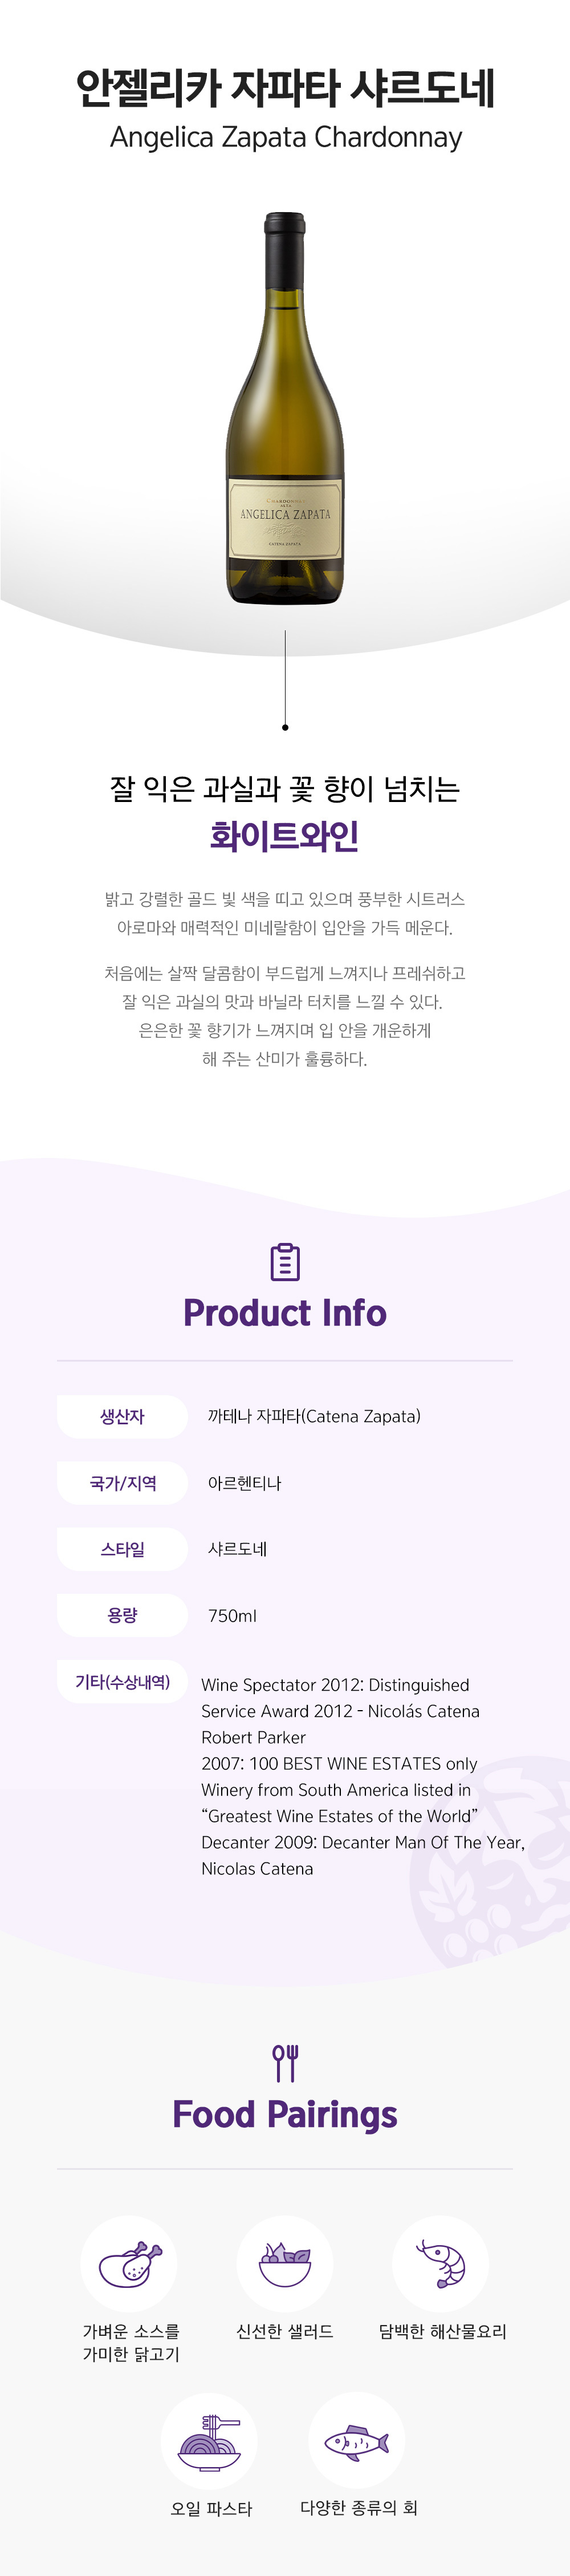 안젤리카 자파타 샤르도네
Angelica Zapata Chardonnay
CHARDONNAY
ALTA
ANGELICA ZAPATA
CATENA ZAPATA
잘 익은 과실과 꽃 향이 넘치는
화이트와인
밝고 강렬한 골드 빛 색을 띠고 있으며 풍부한 시트러스
아로마와 매력적인 미네랄함이 입안을 가득 메운다.
처음에는 살짝 달콤함이 부드럽게 느껴지나 프레쉬하고
잘 익은 과실의 맛과 바닐라 터치를 느낄 수 있다.
은은한 꽃 향기가 느껴지며 입 안을 개운하게
해 주는 산미가 훌륭하다.
Product Info
생산자 까테나 자파타(Catena Zapata)
국가/지역 아르헨티나
스타일 샤르도네
용량 750ml
기타(수상내역) Wine Spectator 2012: Distinguished
Service Award 2012 - Nicolás Catena
Robert Parker
2007: 100 BEST WINE ESTATES only
Winery from South America listed in
“Greatest Wine Estates of the World”
Decanter 2009: Decanter Man Of The Year,
Nicolas Catena
Food Pairings
가벼운 소스를
가미한 닭고기
신선한 샐러드
담백한 해산물요리
오일 파스타
다양한 종류의 회